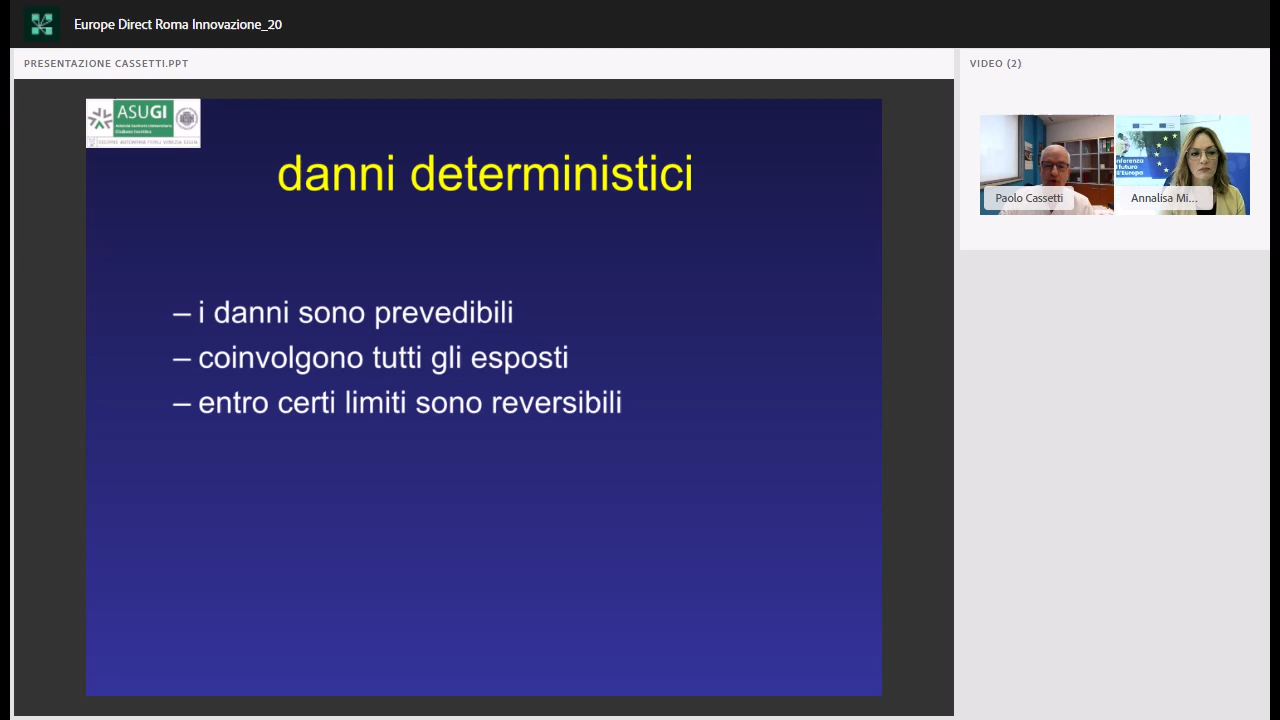 Europe Direct Roma Innovazione_20
PRESENTAZIONE CASSETTI.PPT
VIDEO (2)
ASUGI
danni deterministici
– i danni sono prevedibili
– coinvolgono tutti gli esposti
– entro certi limiti sono reversibili
Paolo Cassetti
Annalisa Mi...